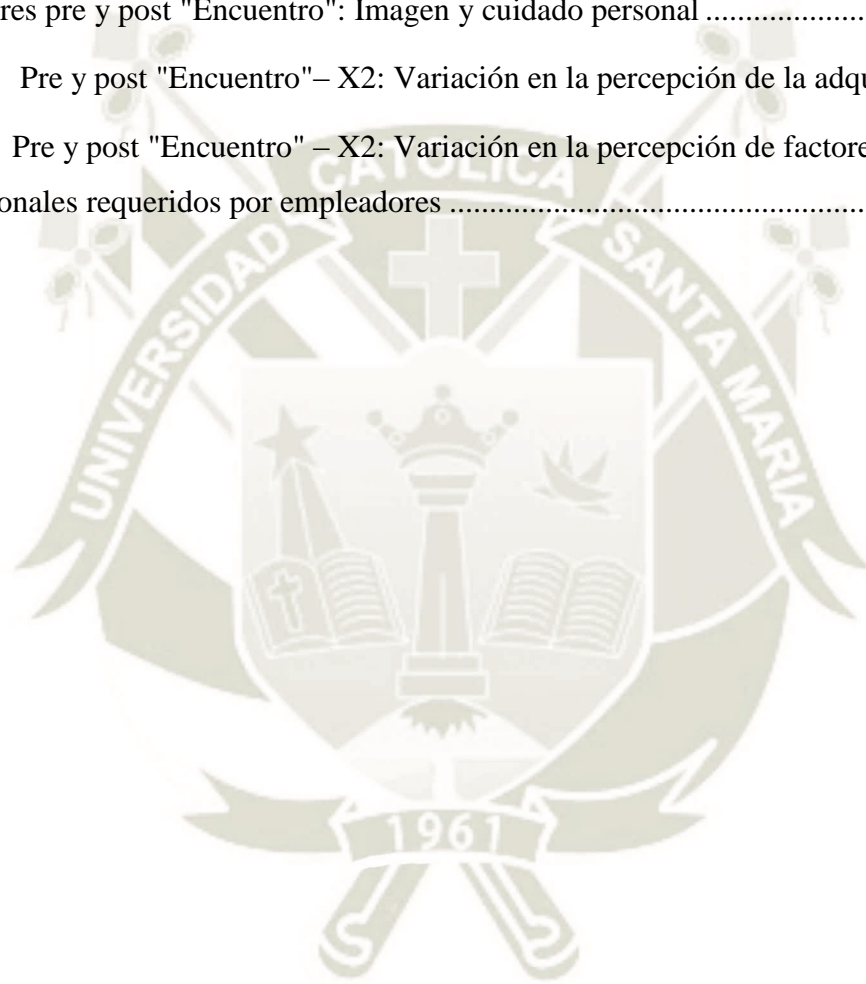 res pre y post "Encuentro": Imagen y cuidado personal ........................
Pre y post "Encuentro"– X2: Variación en la percepción de la adqu
Pre y post "Encuentro" – X2: Variación en la percepción de factore
onales requeridos por empleadores ..............................................................
UNIVERSIDAD CATOLICA SANTA MARIA
1961